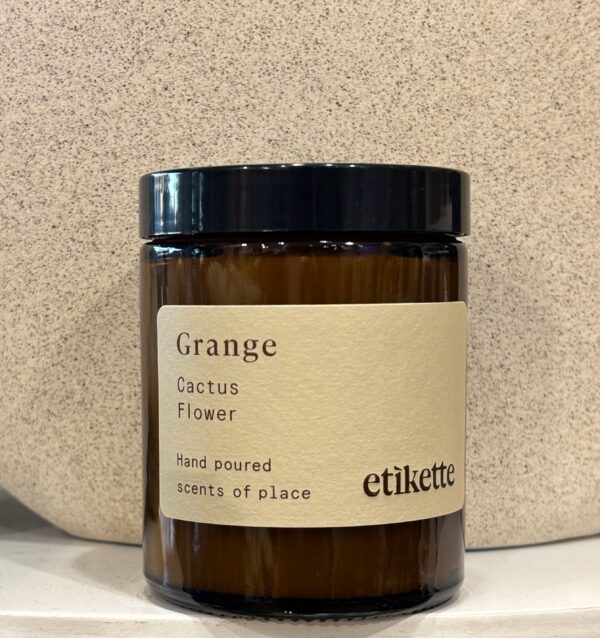 Grange
Cactus
Flower
Hand poured
scents of place
etìkette